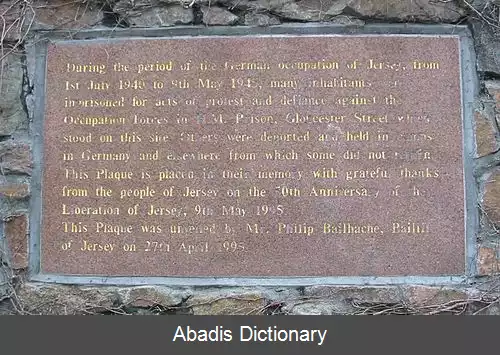 During the period of the German occupation of Jersey, from
1st July 1940 to 9th May 1945, many inhabitants were
imprisoned for acts of protest and defiance against the
Occupation Forces in H.M. Prison, Gloucester Street which
stood on this site. Others were deported and held in camps
in Germany and elsewhere from which some did not return.
This Plaque is placed in their memory with grateful thanks
from the people of Jersey on the 50th Anniversary of the
Liberation of Jersey, 9th May 1995.
This Plaque was unveiled by Mr. Philip Bailhache, Bailiff
of Jersey on 27th April 1995
Abadis Dictionary